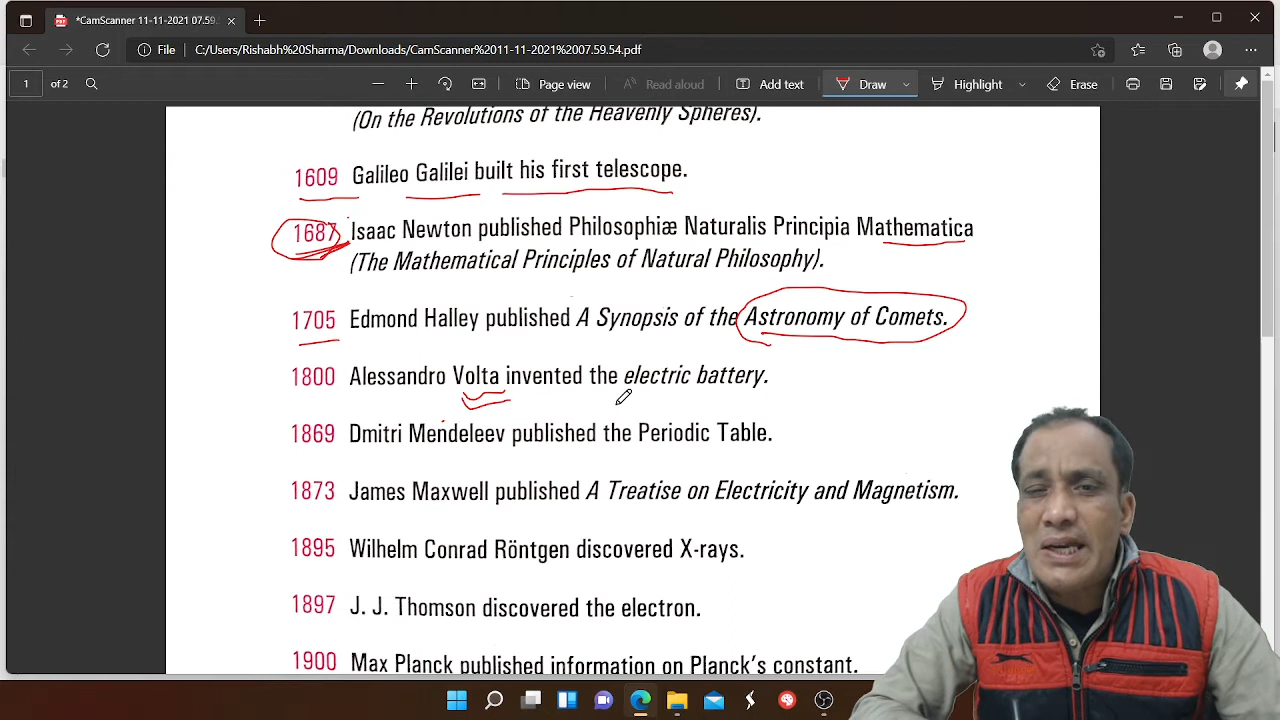 *CamScanner 11-11-2021 07.59.5
File
C:/Users/Rishabh%20Sharma/Downloads/CamScanner%2011-11-2021%2007.59.54.pdf
1 of 2
Page view
Read aloud
Add text
Draw
Highlight
Erase
(On the Revolutions of the Heavenly Spheres).
1609 Galileo Galilei built his first telescope.
1687 Isaac Newton published Philosophiæ Naturalis Principia Mathematica
(The Mathematical Principles of Natural Philosophy).
1705 Edmond Halley published A Synopsis of the Astronomy of Comets.
1800 Alessandro Volta invented the electric battery.
1869 Dmitri Mendeleev published the Periodic Table.
1873 James Maxwell published A Treatise on Electricity and Magnetism.
1895 Wilhelm Conrad Röntgen discovered X-rays.
1897 J. J. Thomson discovered the electron.
1900 Max Planck published information on Planck's constant.